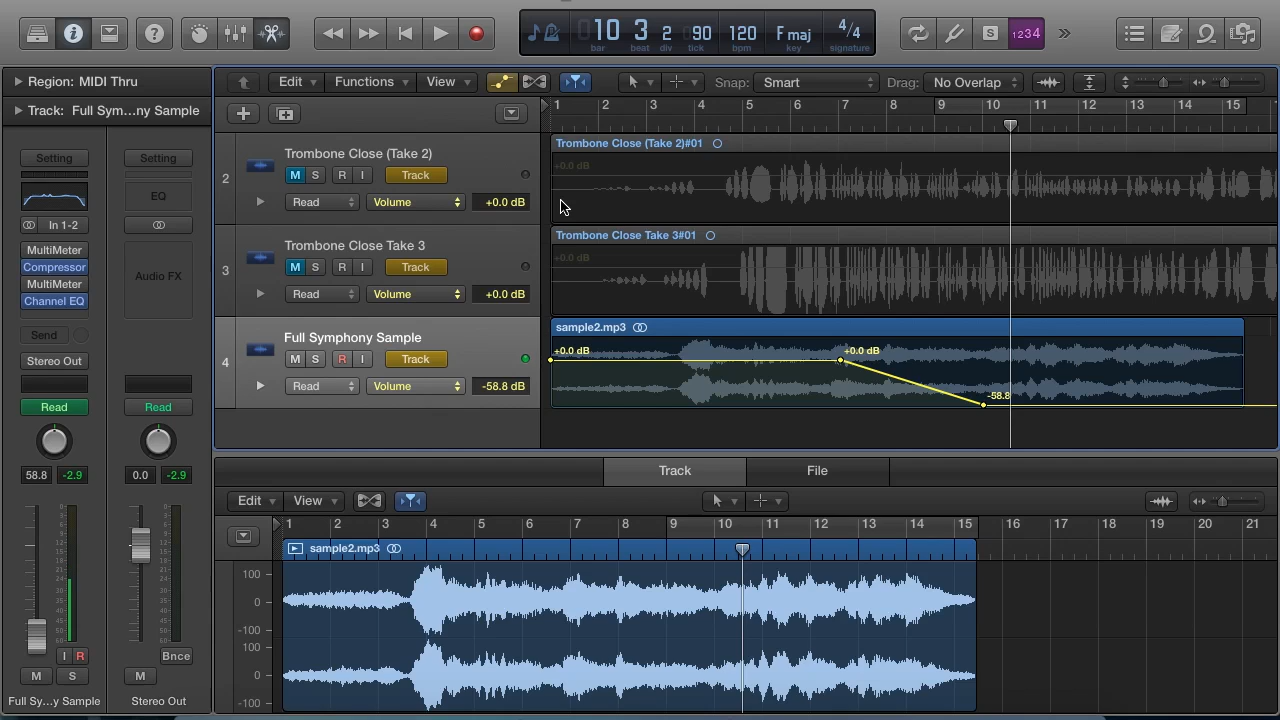 10 3 2 90 120 F maj 4/4
bar beat div tick bpm key signature
1234
Region: MIDI Thru
Edit Functions View Snap: Smart Drag: No Overlap
Track: Full Sym…ny Sample
1 2 3 4 5 6 7 8 9 10 11 12 13 14 15
Setting Setting
EQ
In 1-2
MultiMeter
Compressor
MultiMeter
Channel EQ
Audio FX
Send
Stereo Out
Read Read
58.8 -2.9 0.0 -2.9
I R Bnce
M S M
Full Sy…y Sample Stereo Out
2 Trombone Close (Take 2)
M S R I Track
Read Volume +0.0 dB
Trombone Close (Take 2)#01
+0.0 dB
3 Trombone Close Take 3
M S R I Track
Read Volume +0.0 dB
Trombone Close Take 3#01
+0.0 dB
4 Full Symphony Sample
M S R I Track
Read Volume -58.8 dB
sample2.mp3
+0.0 dB +0.0 dB
-58.8
Track File
Edit View
1 2 3 4 5 6 7 8 9 10 11 12 13 14 15 16 17 18 19 20 21
sample2.mp3
100
0
-100
100
0
-100